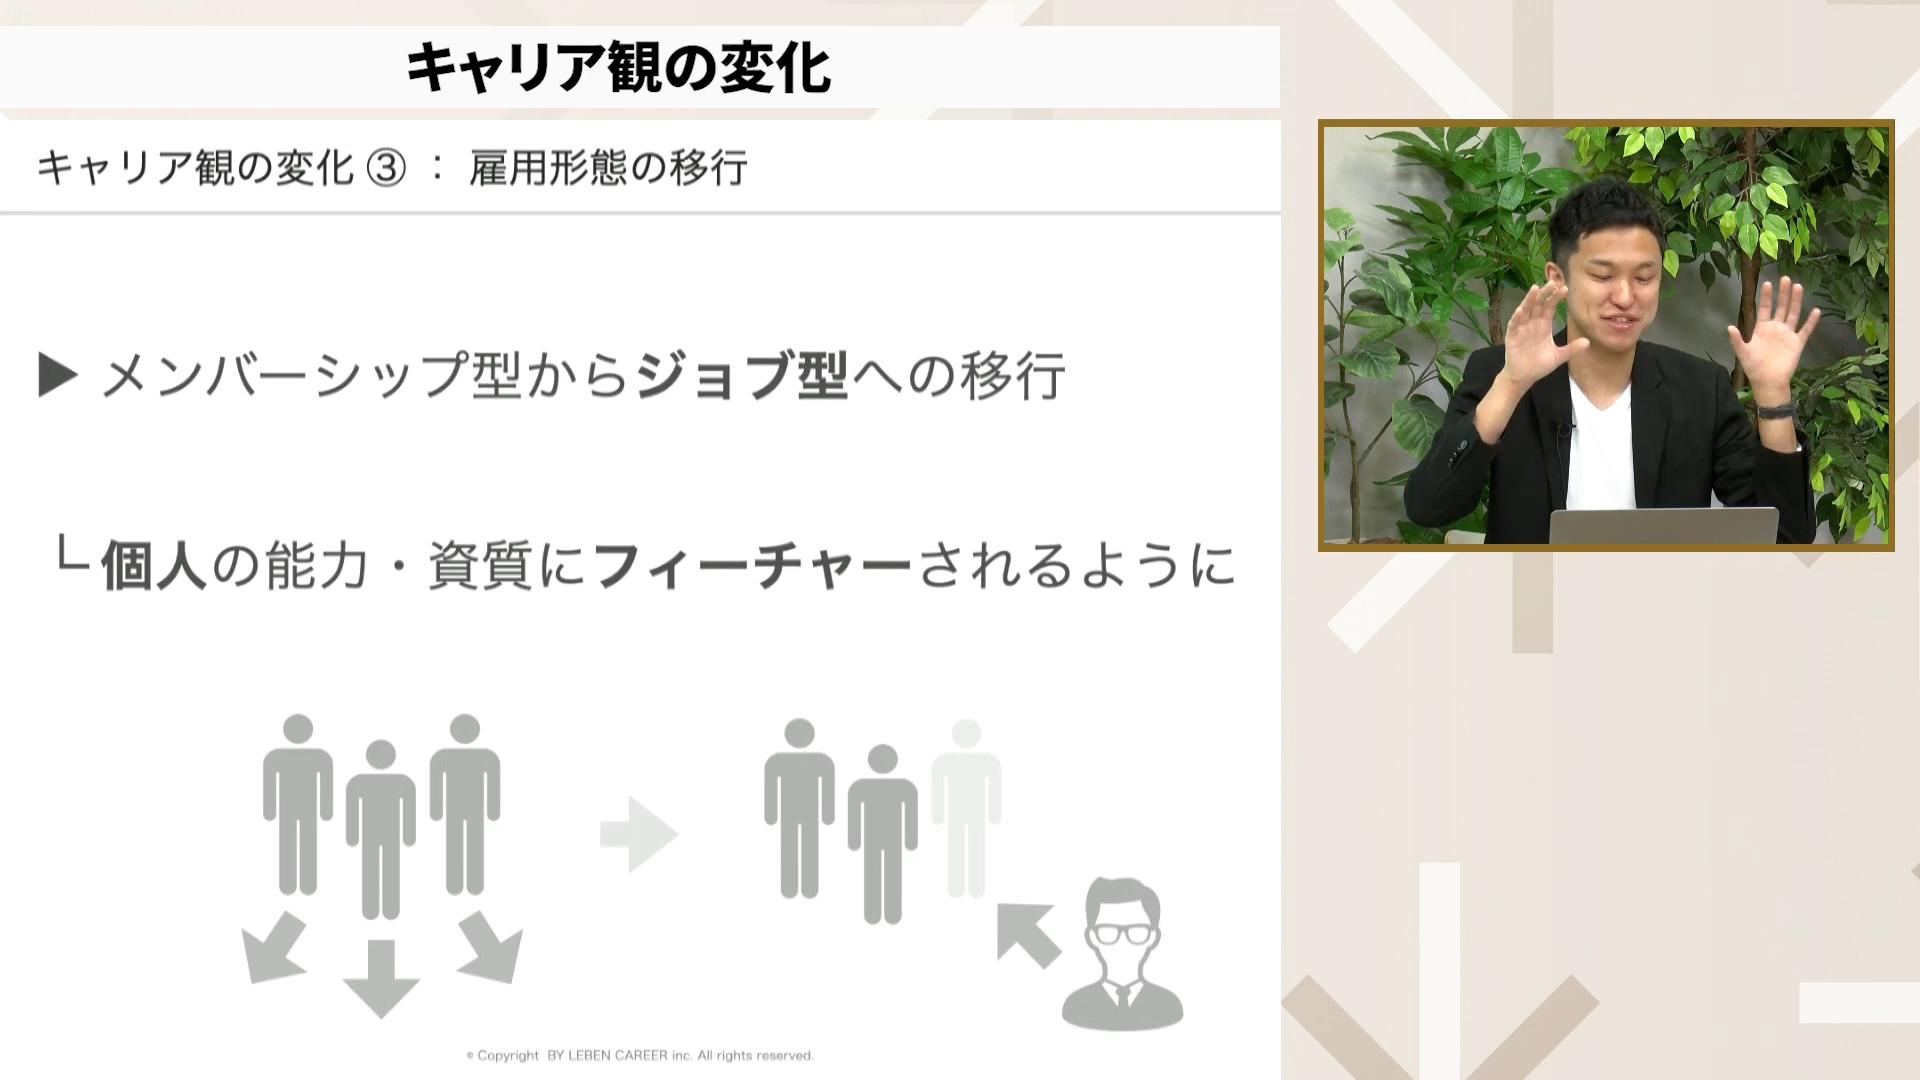 キャリア観の変化
キャリア観の変化 ③ ： 雇用形態の移行
▶ メンバーシップ型からジョブ型への移行
└ 個人の能力・資質にフィーチャーされるように
© Copyright BY LEBEN CAREER inc. All rights reserved.